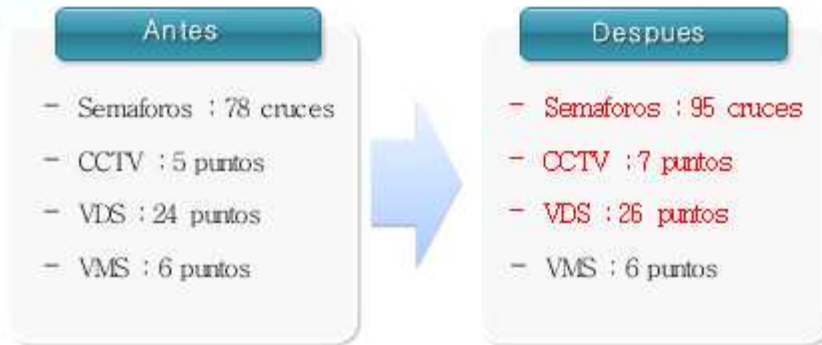 Antes
- Semaforos : 78 cruces
- CCTV : 5 puntos
- VDS : 24 puntos
- VMS : 6 puntos
Despues
- Semaforos : 95 cruces
- CCTV : 7 puntos
- VDS : 26 puntos
- VMS : 6 puntos